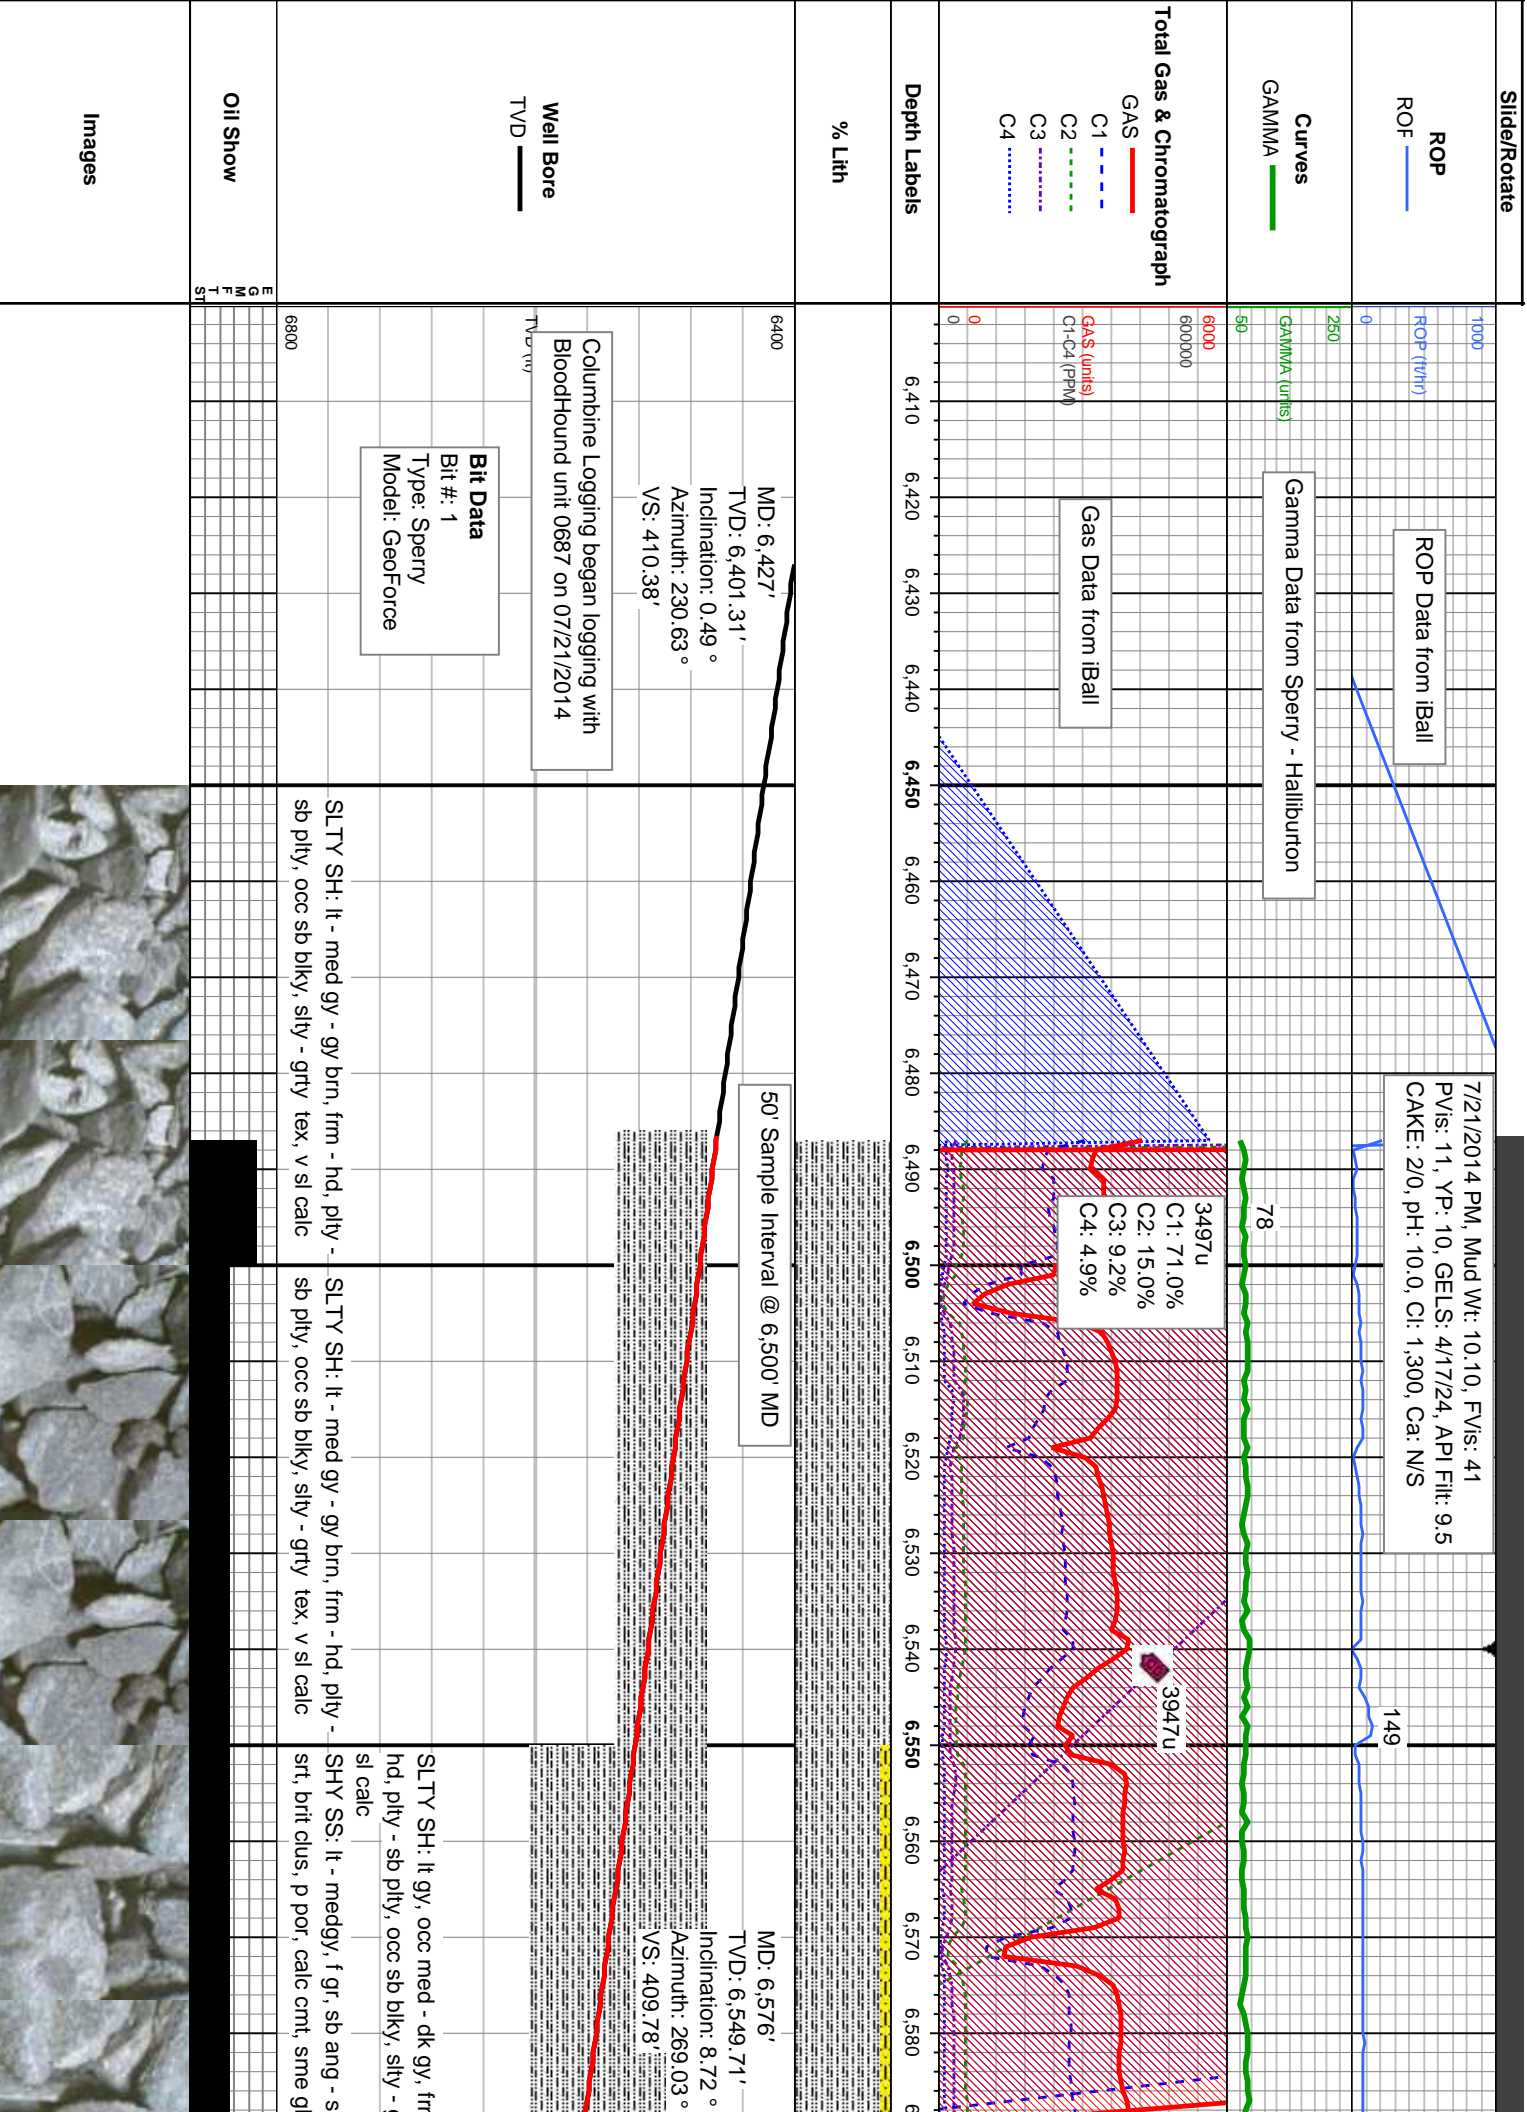 Slide/Rotate
ROP
ROP
Curves
GAMMA
Total Gas & Chromatograph
GAS
C1
C2
C3
C4
Depth Labels
% Lith
Well Bore
TVD
Oil Show
E
G
M
F
T
ST
Images
1000
ROP (ft/hr)
0
250
GAMMA (units)
50
6000
600000
GAS (units)
C1-C4 (PPM)
0
0
6400
TVD (ft)
6800
ROP Data from iBall
Gamma Data from Sperry - Halliburton
Gas Data from iBall
7/21/2014 PM, Mud Wt: 10.10, FVis: 41
PVis: 11, YP: 10, GELS: 4/17/24, API Filt: 9.5
CAKE: 2/0, pH: 10.0, Cl: 1,300, Ca: N/S
149
78
3497u
C1: 71.0%
C2: 15.0%
C3: 9.2%
C4: 4.9%
3947u
6,410
6,420
6,430
6,440
6,450
6,460
6,470
6,480
6,490
6,500
6,510
6,520
6,530
6,540
6,550
6,560
6,570
6,580
MD: 6,427'
TVD: 6,401.31'
Inclination: 0.49 °
Azimuth: 230.63 °
VS: 410.38'
Columbine Logging began logging with
BloodHound unit 0687 on 07/21/2014
Bit Data
Bit #: 1
Type: Sperry
Model: GeoForce
50' Sample Interval @ 6,500' MD
MD: 6,576'
TVD: 6,549.71'
Inclination: 8.72 °
Azimuth: 269.03 °
VS: 409.78'
SLTY SH: lt - med gy - gy brn, frm - hd, plty -
sb plty, occ sb blky, slty - grty tex, v sl calc
SLTY SH: lt - med gy - gy brn, frm - hd, plty -
sb plty, occ sb blky, slty - grty tex, v sl calc
SLTY SH: lt gy, occ med - dk gy,
hd, plty - sb plty, occ sb blky, slty -
sl calc
SHY SS: lt - medgy, f gr, sb ang -
srt, brit clus, p por, calc cmt, sme